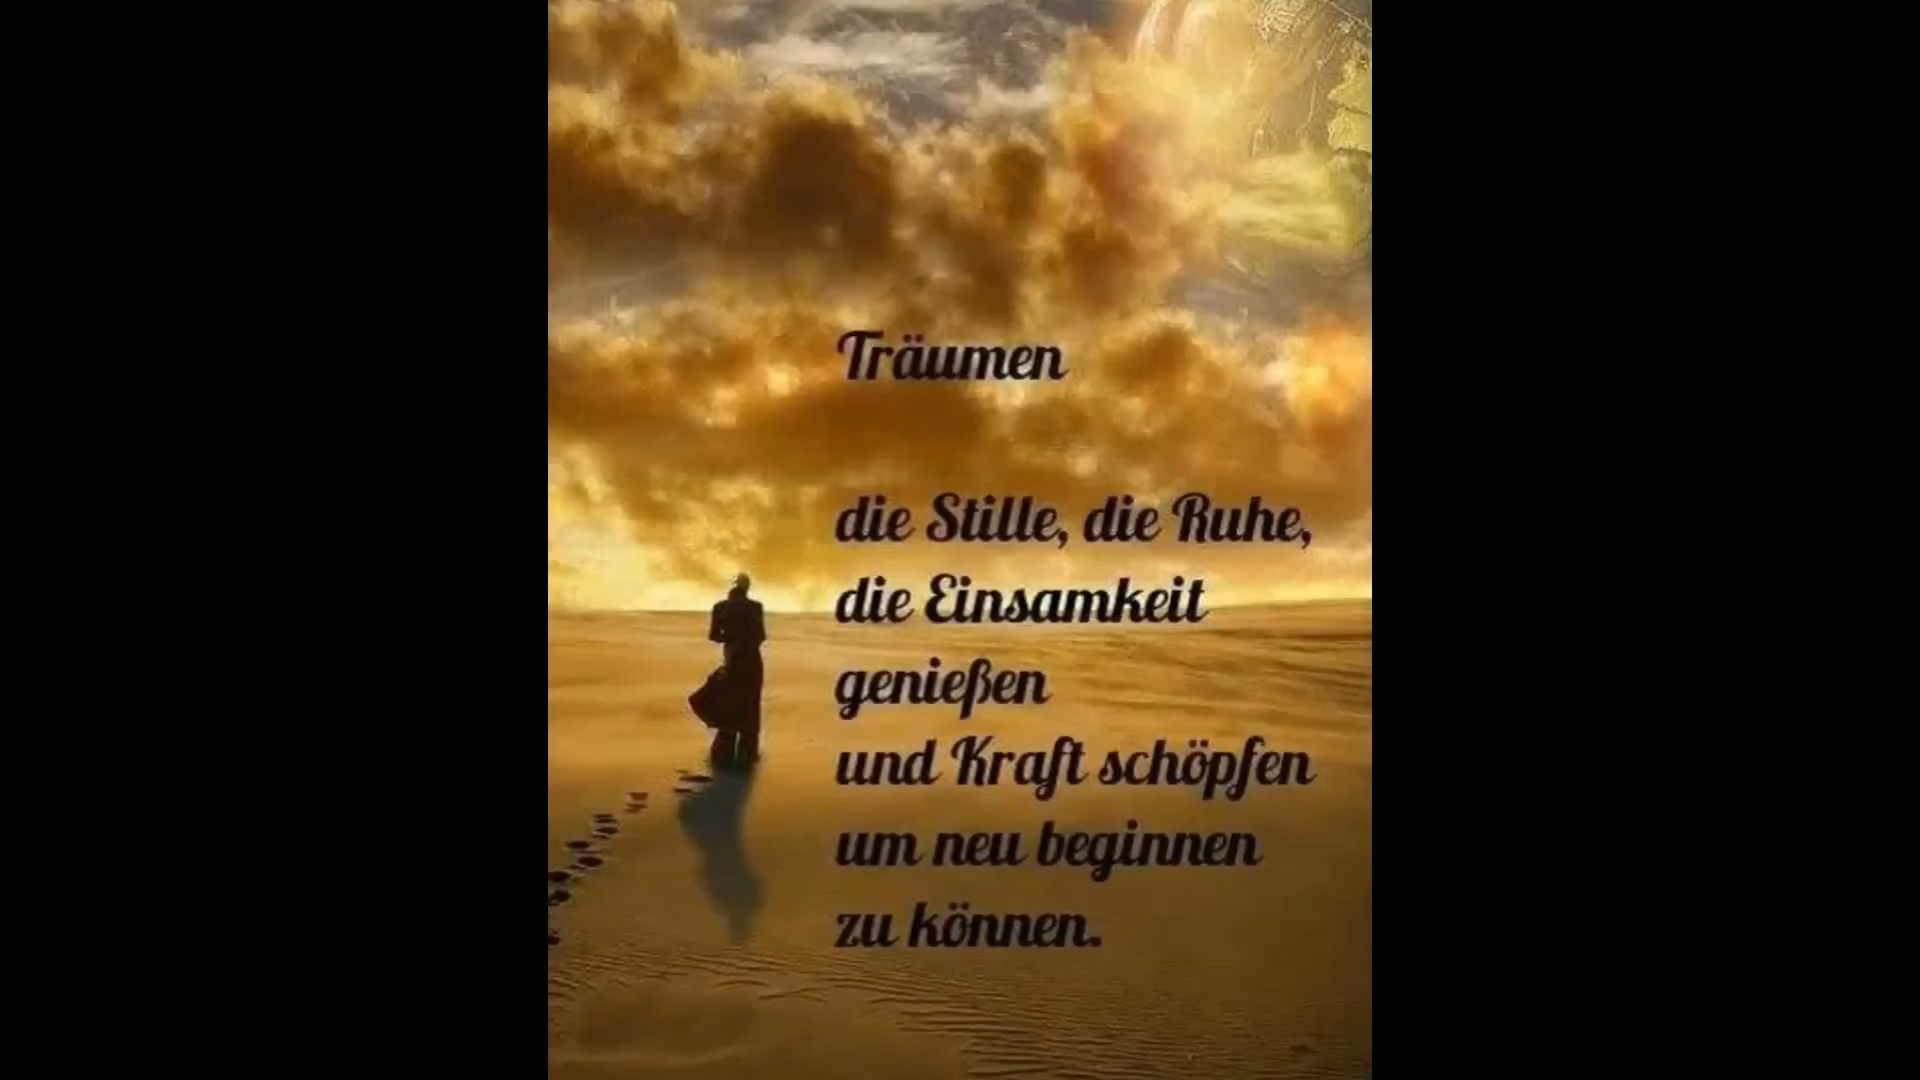 Träumen
die Stille, die Ruhe,
die Einsamkeit
genießen
und Kraft schöpfen
um neu beginnen
zu können.